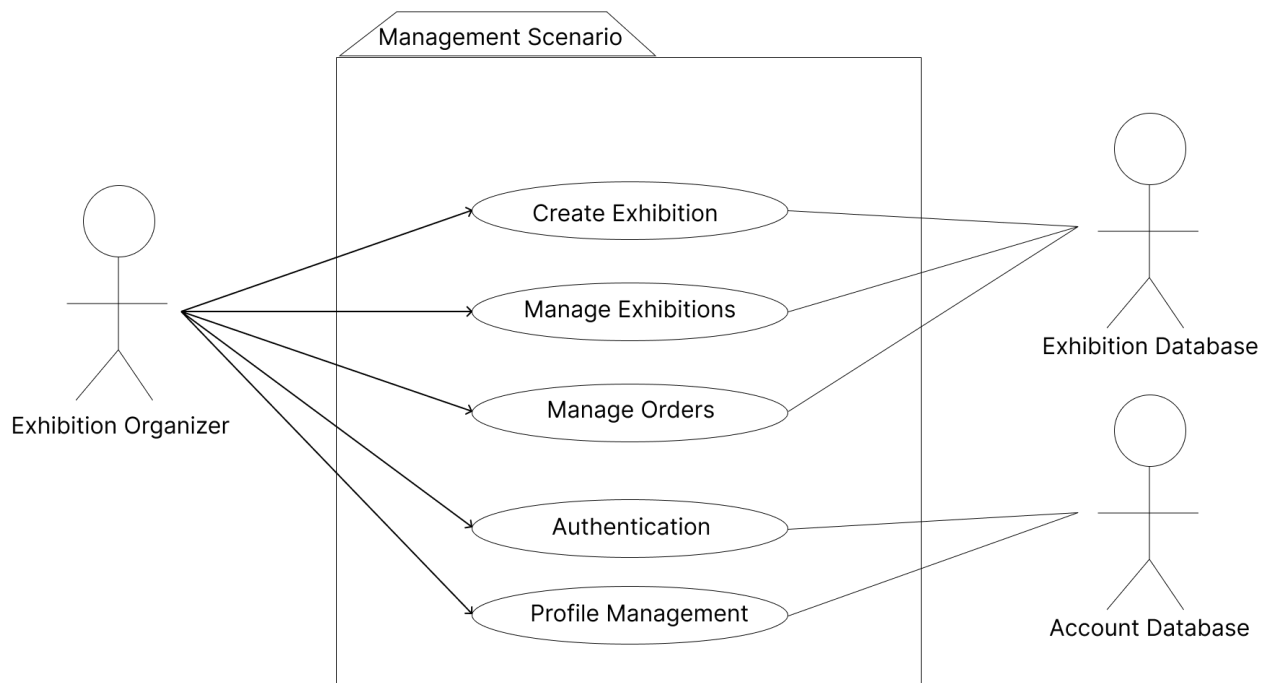 Management Scenario
Create Exhibition
Manage Exhibitions
Manage Orders
Authentication
Profile Management
Exhibition Organizer
Exhibition Database
Account Database